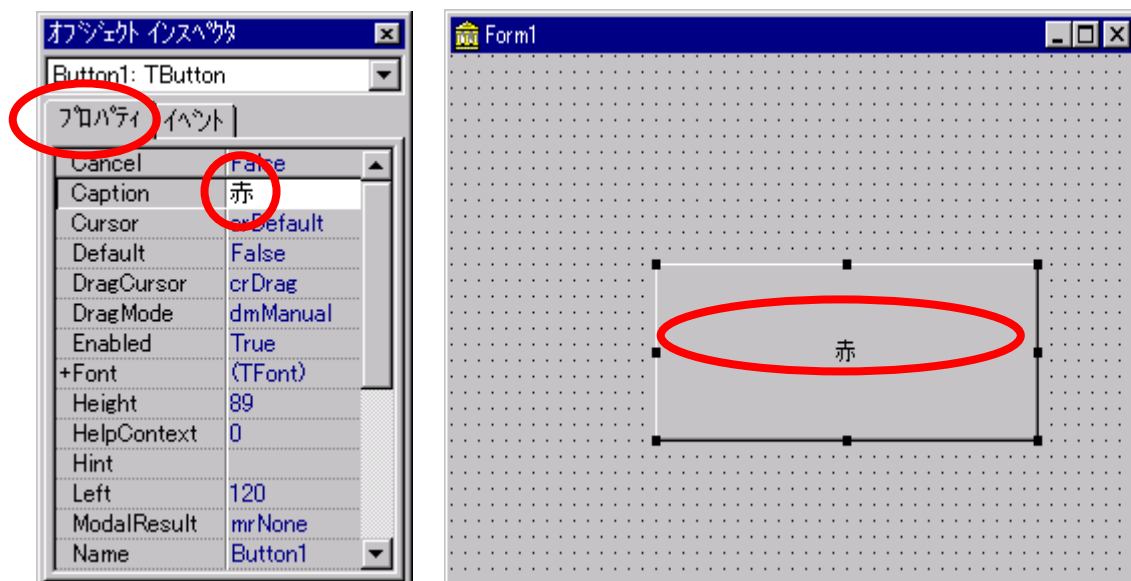 オブジェクト インスペクタ
Button1: TButton
プロパティ イベント
Cancel False
Caption 赤
Cursor crDefault
Default False
DragCursor crDrag
DragMode dmManual
Enabled True
+Font (TFont)
Height 89
HelpContext 0
Hint
Left 120
ModalResult mrNone
Name Button1
Form1
赤